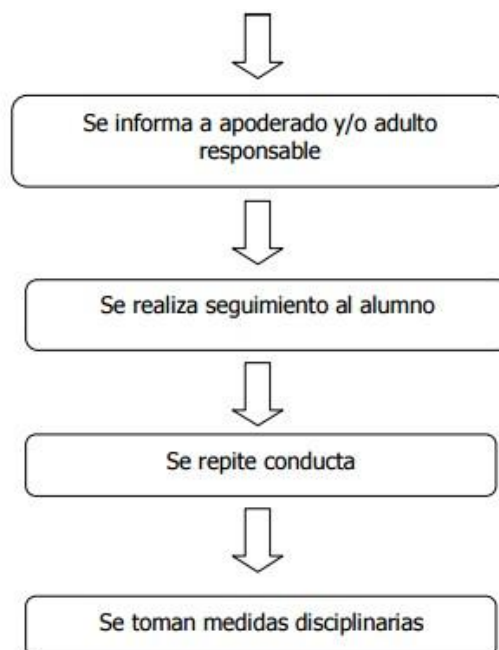 Se informa a apoderado y/o adulto
responsable
Se realiza seguimiento al alumno
Se repite conducta
Se toman medidas disciplinarias